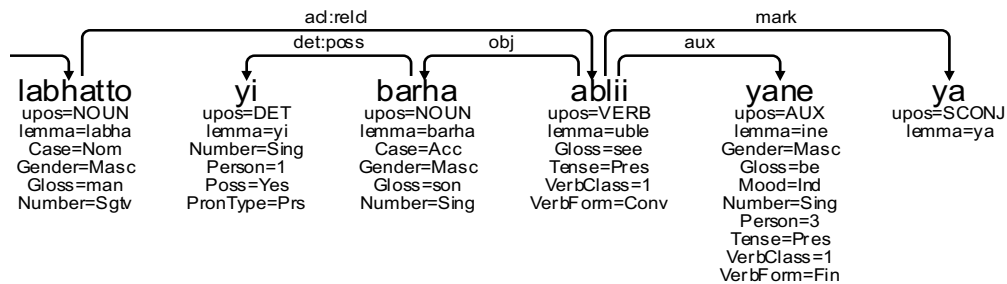 acl:relcl mark
det:poss obj aux
labhatto yi barha ablii yane ya
upos=NOUN upos=DET upos=NOUN upos=VERB upos=AUX upos=SCONJ
lemma=labha lemma=yi lemma=barha lemma=uble lemma=ine lemma=ya
Case=Nom Number=Sing Case=Acc Gloss=see Gender=Masc
Gender=Masc Person=1 Gender=Masc Tense=Pres Gloss=be
Gloss=man Poss=Yes Gloss=son VerbClass=1 Mood=Ind
Number=Sgtv PronType=Prs Number=Sing VerbForm=Conv Number=Sing
Person=3
Tense=Pres
VerbClass=1
VerbForm=Fin